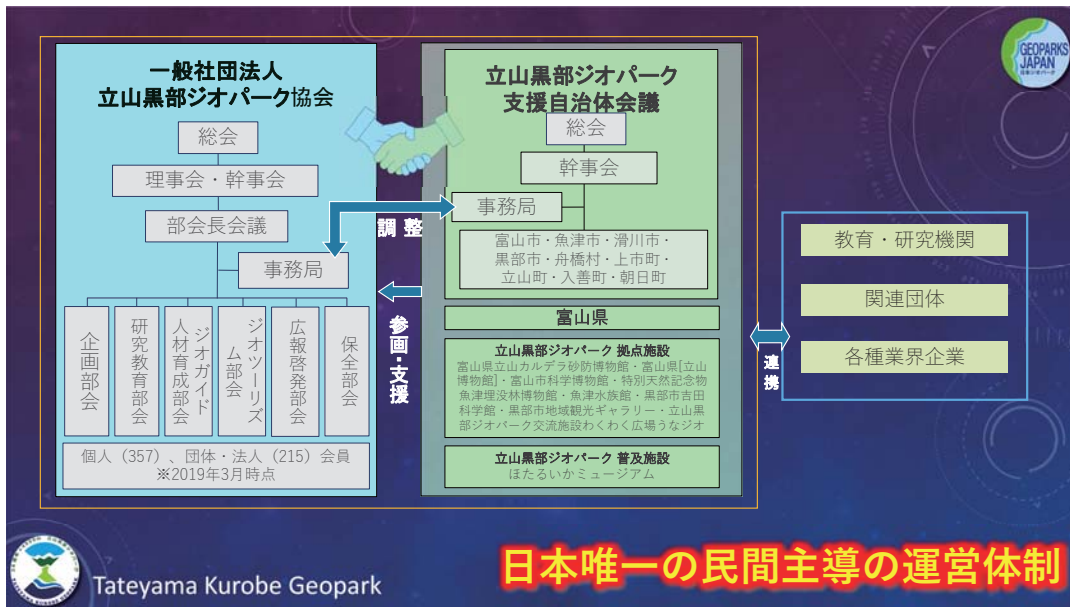 一般社団法人
立山黒部ジオパーク協会
総会
理事会・幹事会
部会長会議
事務局
企画部会
研究教育部会
ジオガイド
人材育成部会
ジオツーリズ
ム部会
広報啓発部会
保全部会
個人（357）、団体・法人（215）会員
※2019年3月時点
調整
参画・支援
立山黒部ジオパーク
支援自治体会議
総会
幹事会
事務局
富山市・魚津市・滑川市・
黒部市・舟橋村・上市町・
立山町・入善町・朝日町
富山県
立山黒部ジオパーク 拠点施設
富山県立山カルデラ砂防博物館・富山県[立山
博物館]・富山市科学博物館・特別天然記念物
魚津埋没林博物館・魚津水族館・黒部市吉田
科学館・黒部市地域観光ギャラリー・立山黒
部ジオパーク交流施設わくわく広場うなジオ
立山黒部ジオパーク 普及施設
ほたるいかミュージアム
連携
教育・研究機関
関連団体
各種業界企業
GEOPARKS
JAPAN
日本ジオパーク
Tateyama Kurobe Geopark
日本唯一の民間主導の運営体制